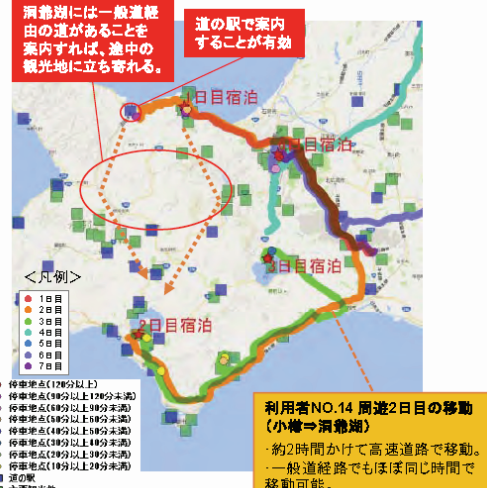 洞爺湖には一般道経
由の道があることを
案内すれば、途中の
観光地に立ち寄れる。
道の駅で案内
することが有効
1日目宿泊
3日目宿泊
2日目宿泊
＜凡例＞
1日目
2日目
3日目
4日目
5日目
6日目
7日目
停車地点(120分以上)
停車地点(90分以上120分未満)
停車地点(60分以上90分未満)
停車地点(50分以上60分未満)
停車地点(40分以上50分未満)
停車地点(30分以上40分未満)
停車地点(20分以上30分未満)
停車地点(10分以上20分未満)
道の駅
利用者NO.14 周遊2日目の移動
(小樽⇒洞爺湖)
・約2時間かけて高速道路で移動。
・一般道経路でもほぼ同じ時間で
移動可能。